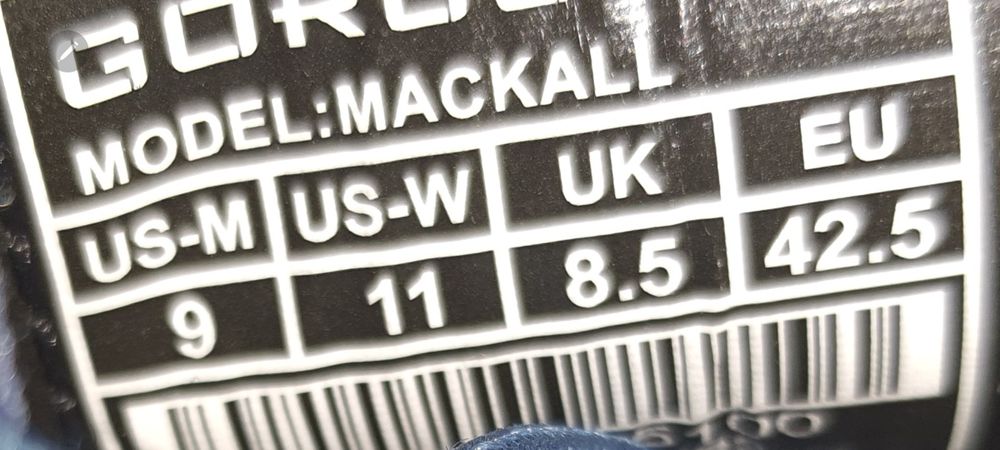 MODEL:MACKALL
US-M US-W UK EU
9 11 8.5 42.5